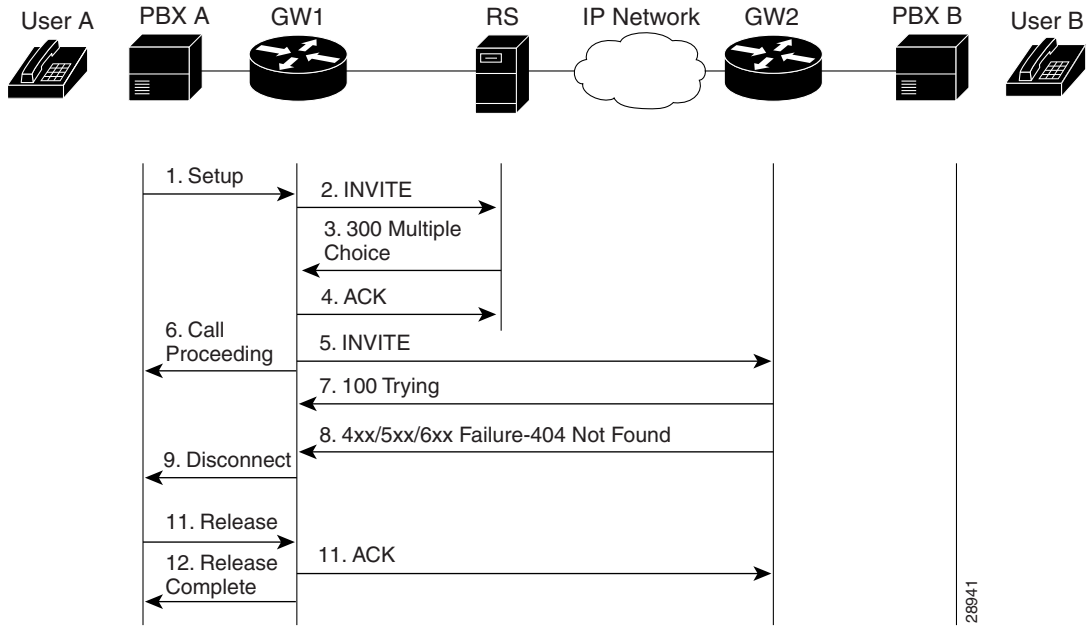 User A
PBX A
GW1
RS
IP Network
GW2
PBX B
User B
1. Setup
2. INVITE
3. 300 Multiple
Choice
4. ACK
6. Call
Proceeding
5. INVITE
7. 100 Trying
8. 4xx/5xx/6xx Failure-404 Not Found
9. Disconnect
11. Release
11. ACK
12. Release
Complete
28941